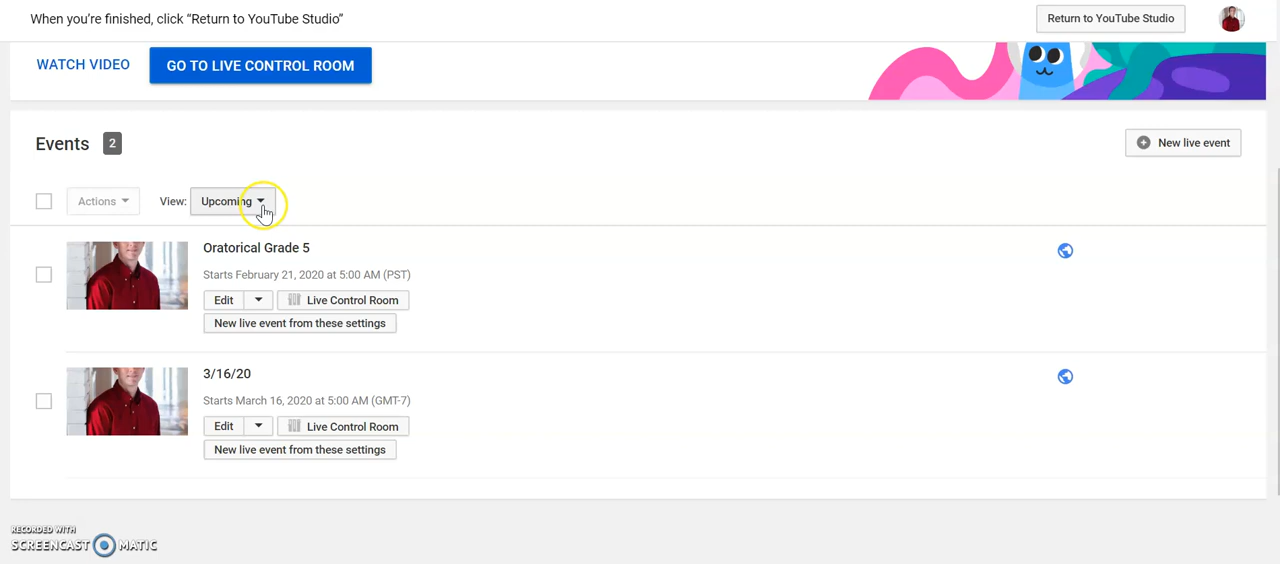 When you're finished, click “Return to YouTube Studio”
Return to YouTube Studio
WATCH VIDEO
GO TO LIVE CONTROL ROOM
Events 2
New live event
Actions
View: Upcoming
Oratorical Grade 5
Starts February 21, 2020 at 5:00 AM (PST)
Edit
Live Control Room
New live event from these settings
3/16/20
Starts March 16, 2020 at 5:00 AM (GMT-7)
Edit
Live Control Room
New live event from these settings
RECORDED WITH
SCREENCAST MATIC